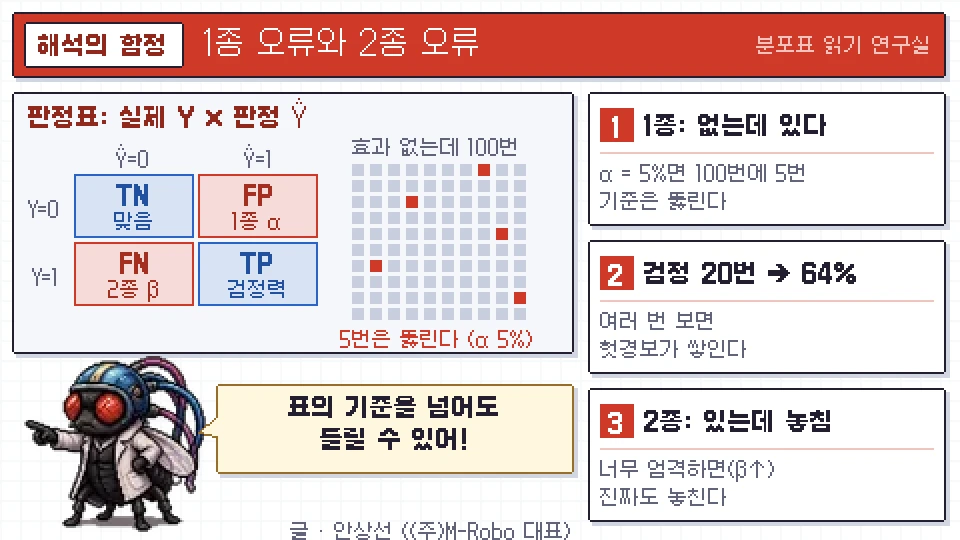 해석의 함정
1종 오류와 2종 오류
분포표 읽기 연구실
판정표: 실제 Y × 판정 Ŷ
Ŷ=0 Ŷ=1
Y=0
TN
맞음
FP
1종 α
Y=1
FN
2종 β
TP
검정력
효과 없는데 100번
5번은 뚫린다 (α 5%)
1 1종: 없는데 있다
α = 5%면 100번에 5번
기준은 뚫린다
2 검정 20번 → 64%
여러 번 보면
헛경보가 쌓인다
3 2종: 있는데 놓침
너무 엄격하면(β↑)
진짜도 놓친다
표의 기준을 넘어도
틀릴 수 있어!
글 · 안상선 ((주)M-Robo 대표)